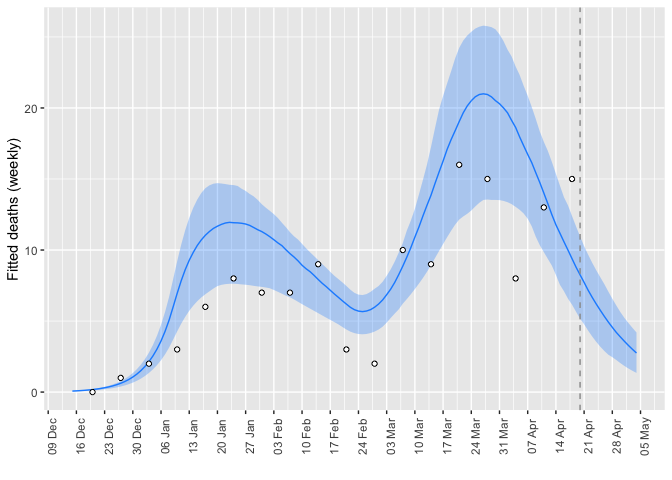 Fitted deaths (weekly)
20
10
0
09 Dec
16 Dec
23 Dec
30 Dec
06 Jan
13 Jan
20 Jan
27 Jan
03 Feb
10 Feb
17 Feb
24 Feb
03 Mar
10 Mar
17 Mar
24 Mar
31 Mar
07 Apr
14 Apr
21 Apr
28 Apr
05 May